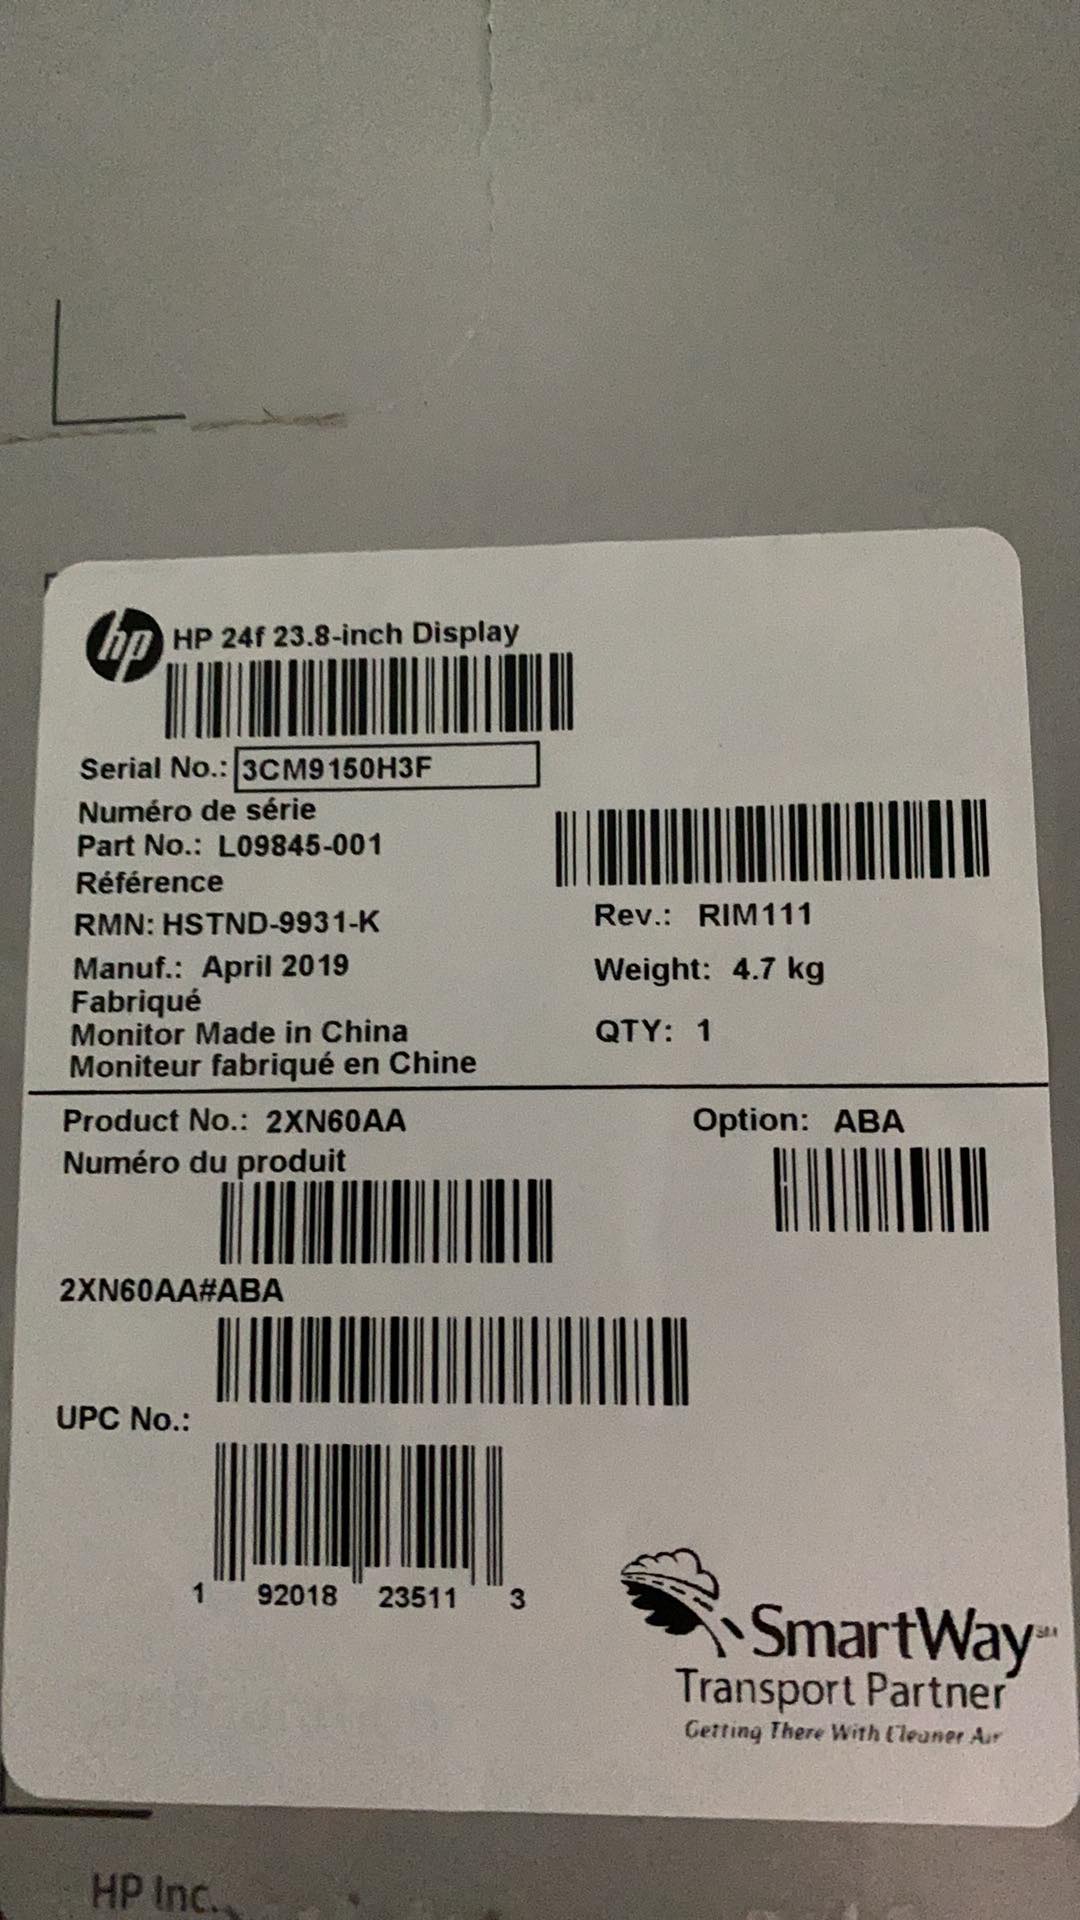 hp HP 24f 23.8-inch Display
Serial No.: 3CM9150H3F
Numéro de série
Part No.: L09845-001
Référence
RMN: HSTND-9931-K
Rev.: RIM111
Manuf.: April 2019
Weight: 4.7 kg
Fabriqué
Monitor Made in China
QTY: 1
Moniteur fabriqué en Chine
Product No.: 2XN60AA
Option: ABA
Numéro du produit
2XN60AA#ABA
UPC No.:
1 92018 23511 3
SmartWay SM
Transport Partner
Getting There With Cleaner Air
HP Inc.